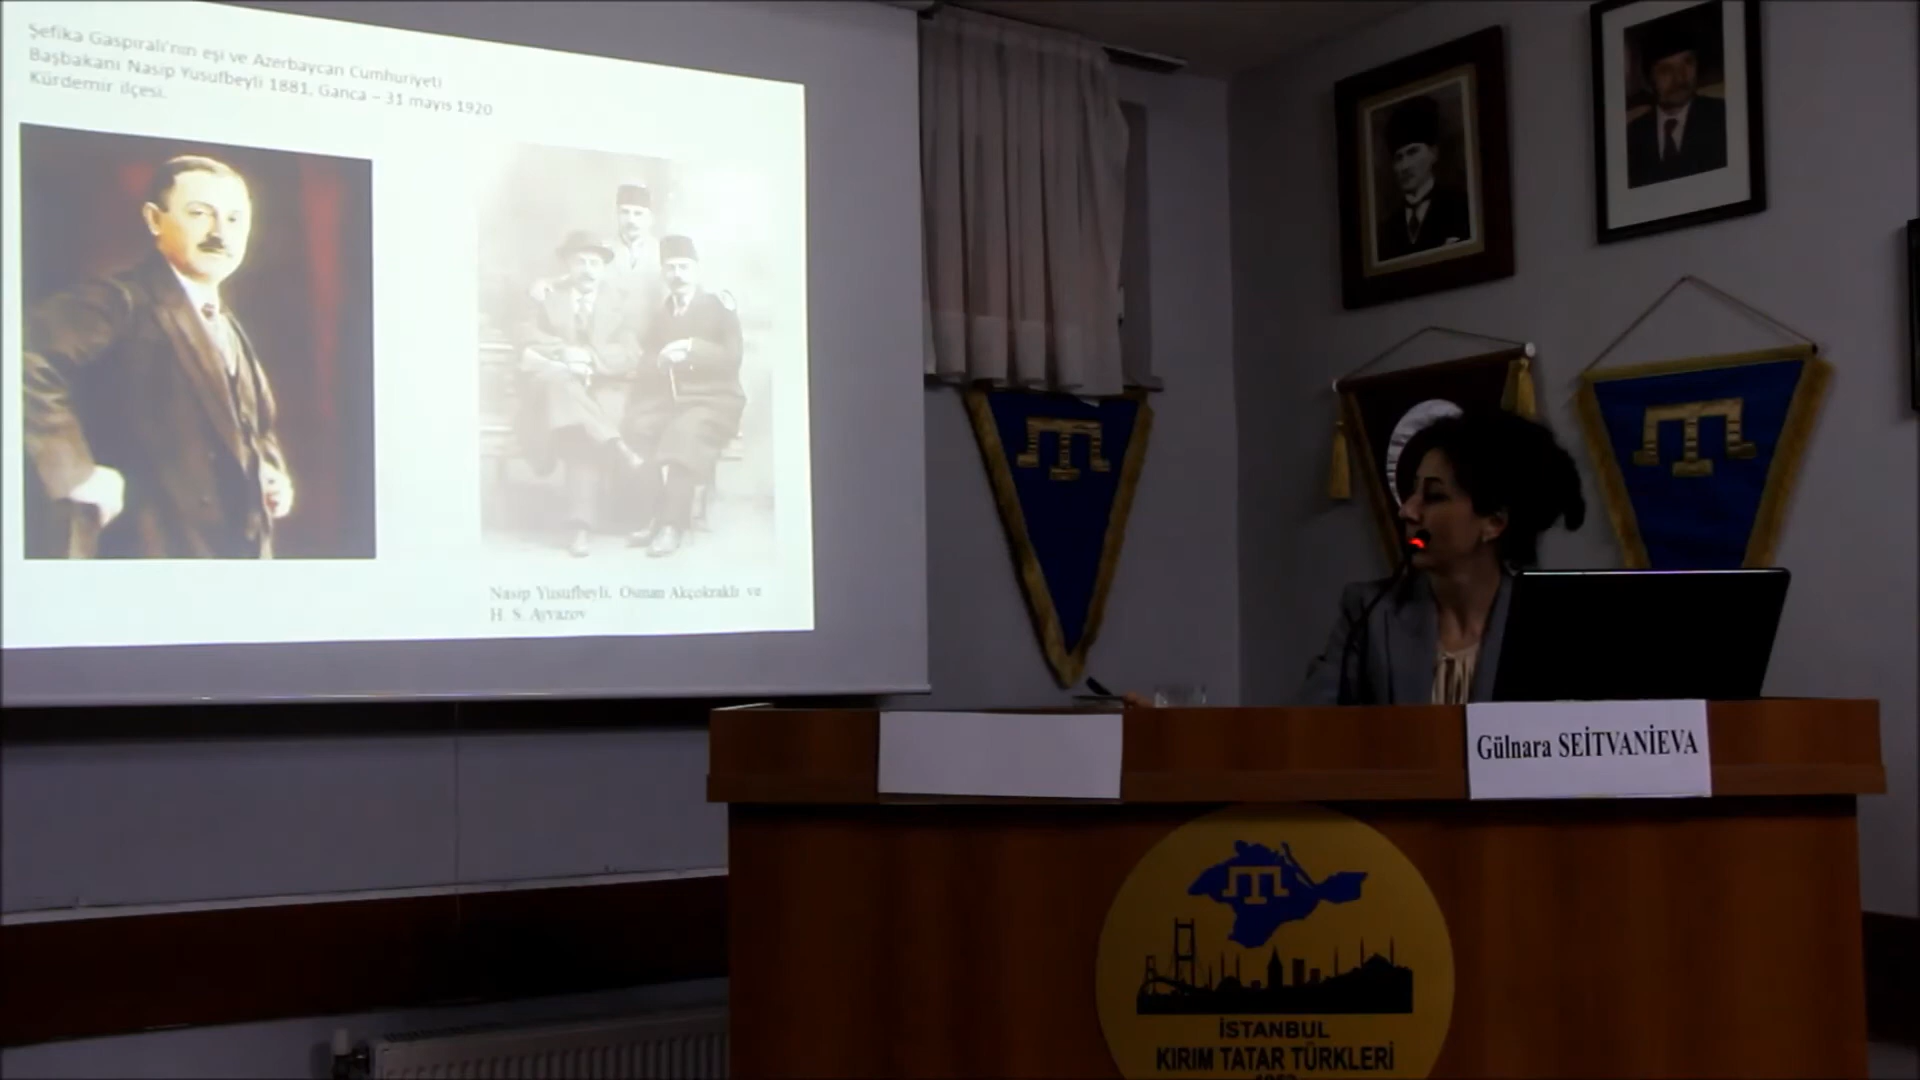 Şefika Gaspıralı'nın eşi ve Azerbaycan Cumhuriyeti
Başbakanı Nasip Yusufbeyli 1881, Ganca – 31 mayıs 1920
Kürdemir ilçesi.
Nasip Yusufbeyli, Osman Akçokraklı ve
H. S. Ayvazov
Gülnara SEİTVANİEVA
İSTANBUL
KIRIM TATAR TÜRKLERİ